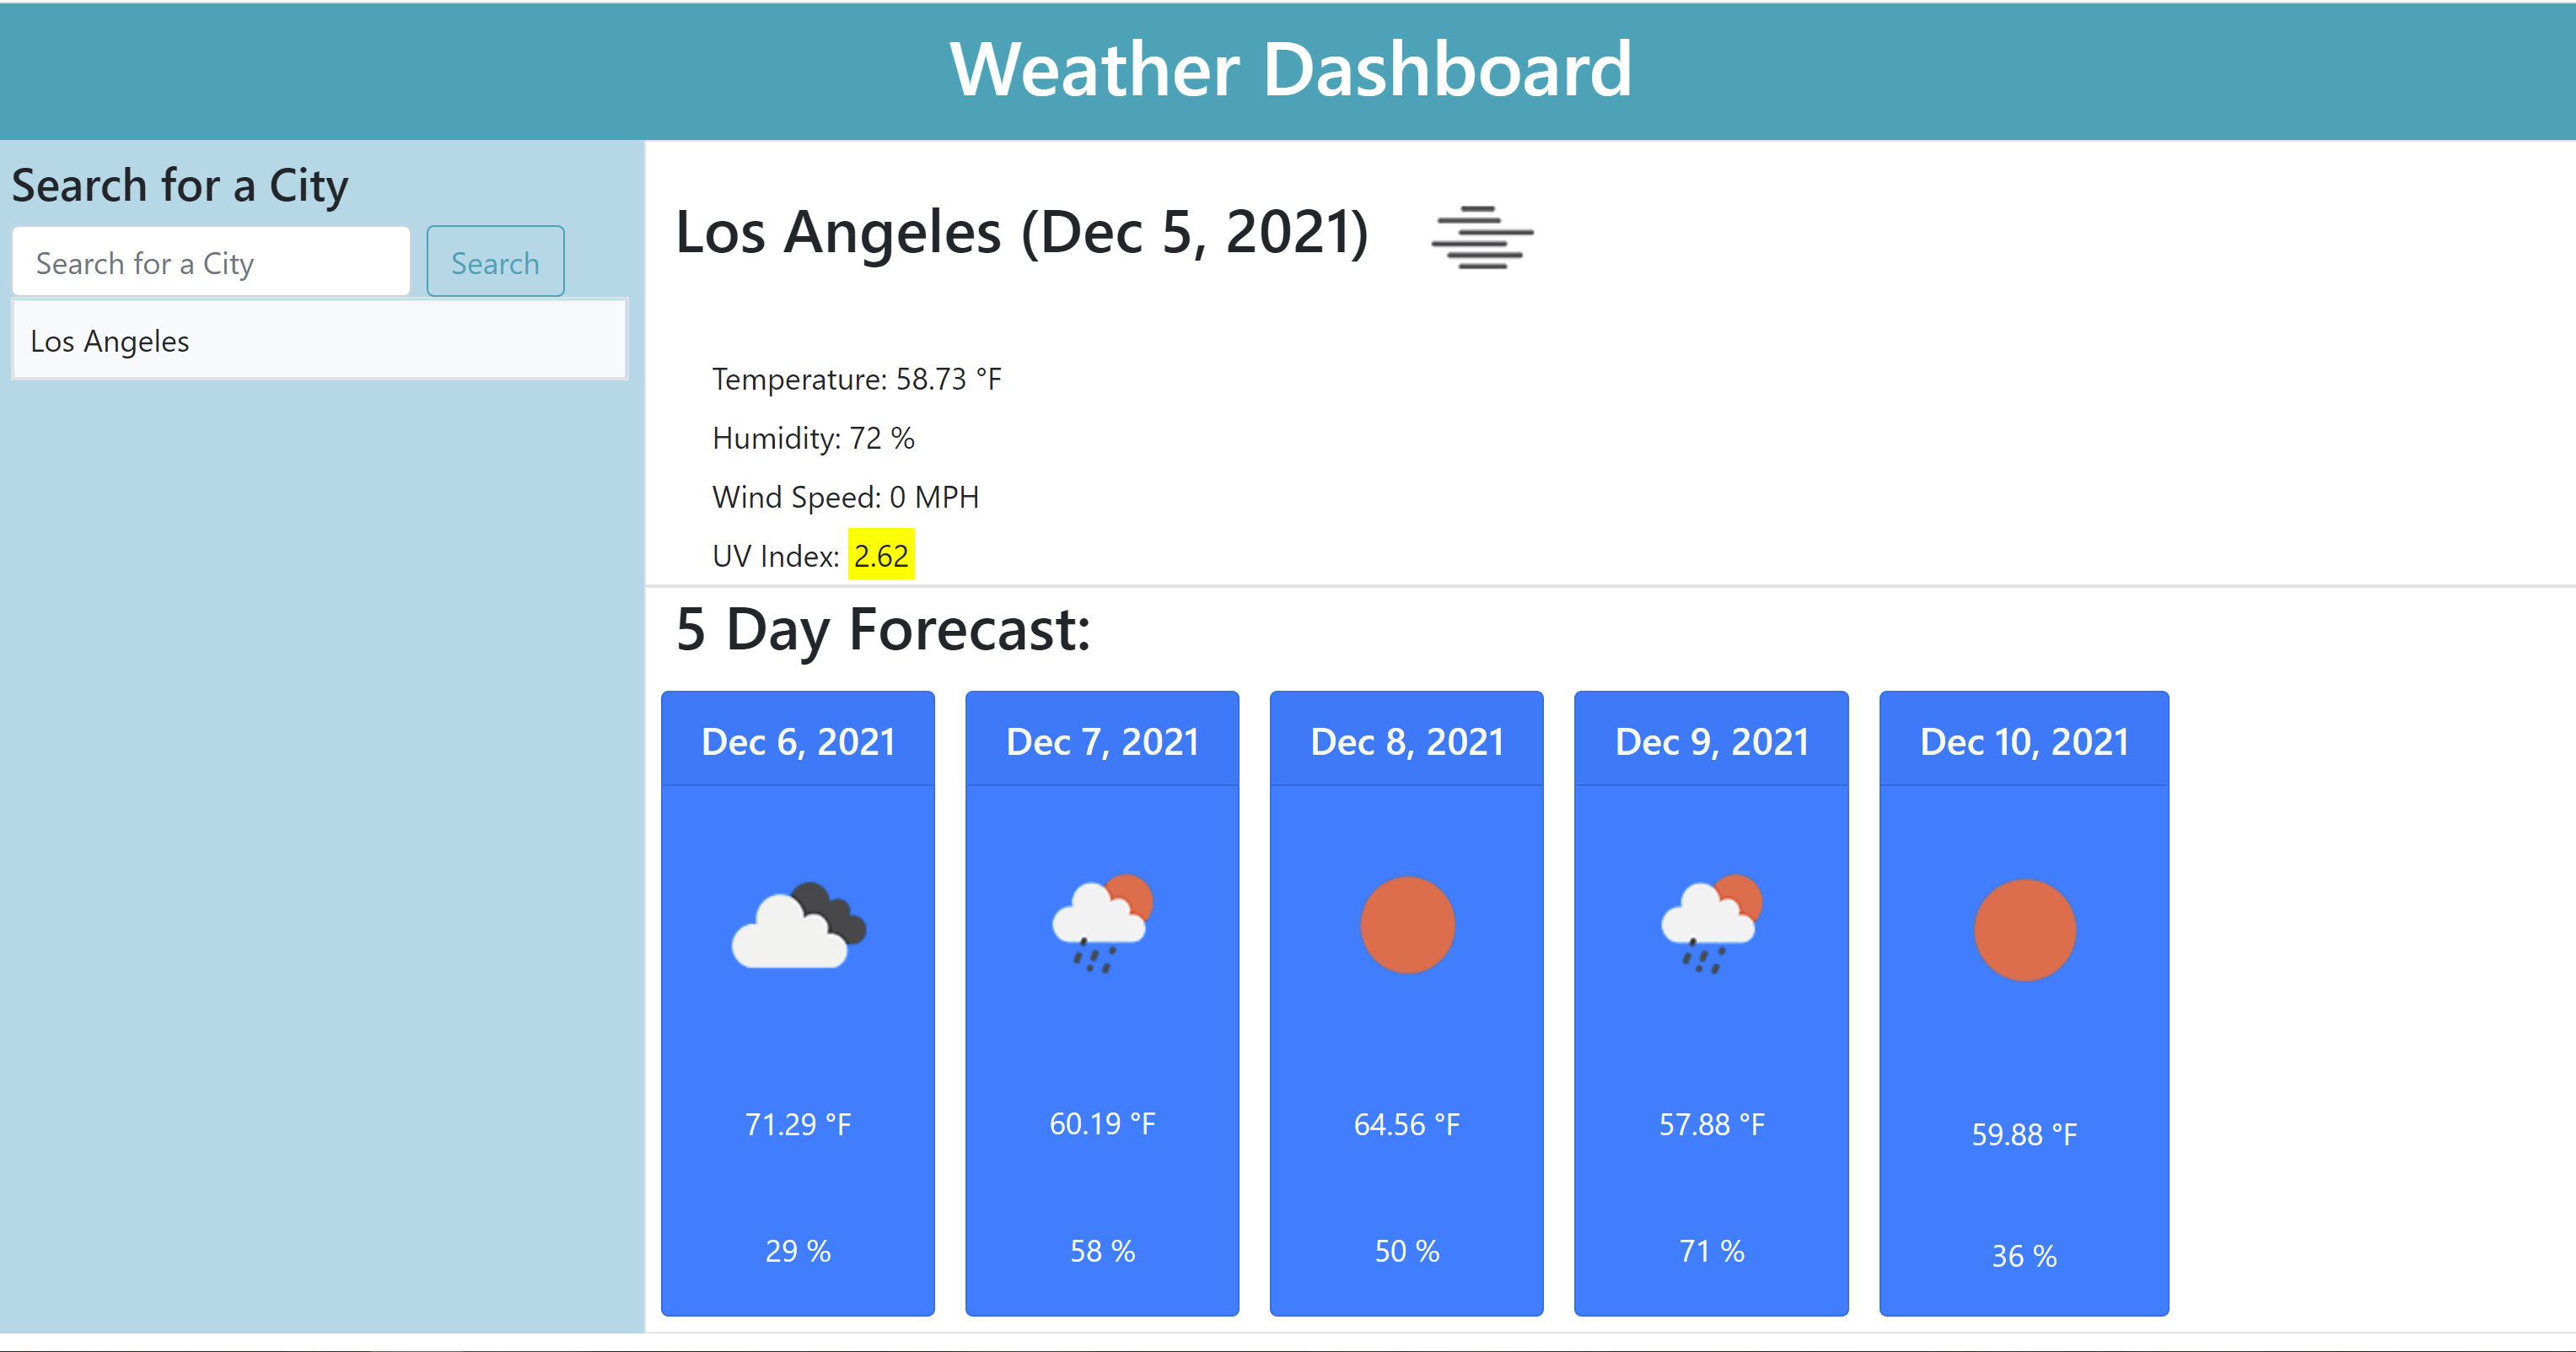 Weather Dashboard
Search for a City
Search for a City
Search
Los Angeles
Los Angeles (Dec 5, 2021)
Temperature: 58.73 °F
Humidity: 72 %
Wind Speed: 0 MPH
UV Index: 2.62
5 Day Forecast:
Dec 6, 2021
71.29 °F
29 %
Dec 7, 2021
60.19 °F
58 %
Dec 8, 2021
64.56 °F
50 %
Dec 9, 2021
57.88 °F
71 %
Dec 10, 2021
59.88 °F
36 %